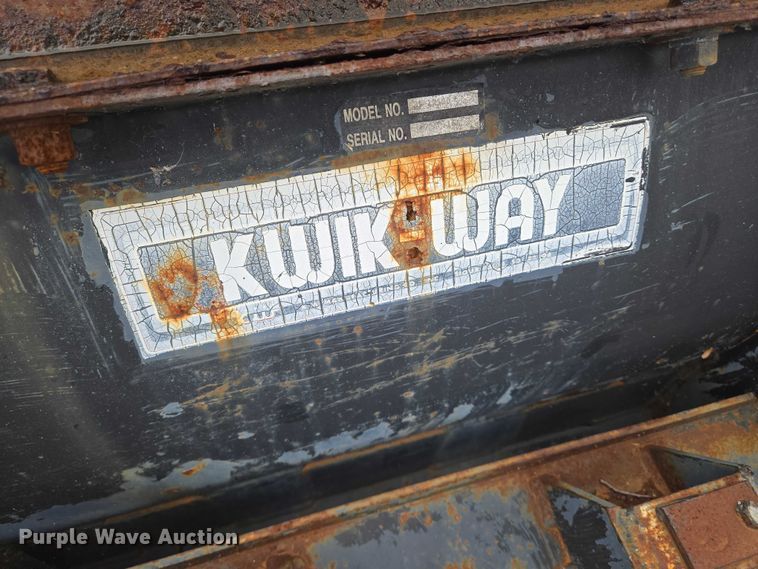 MODEL NO.
SERIAL NO.
KWIK-WAY
Purple Wave Auction